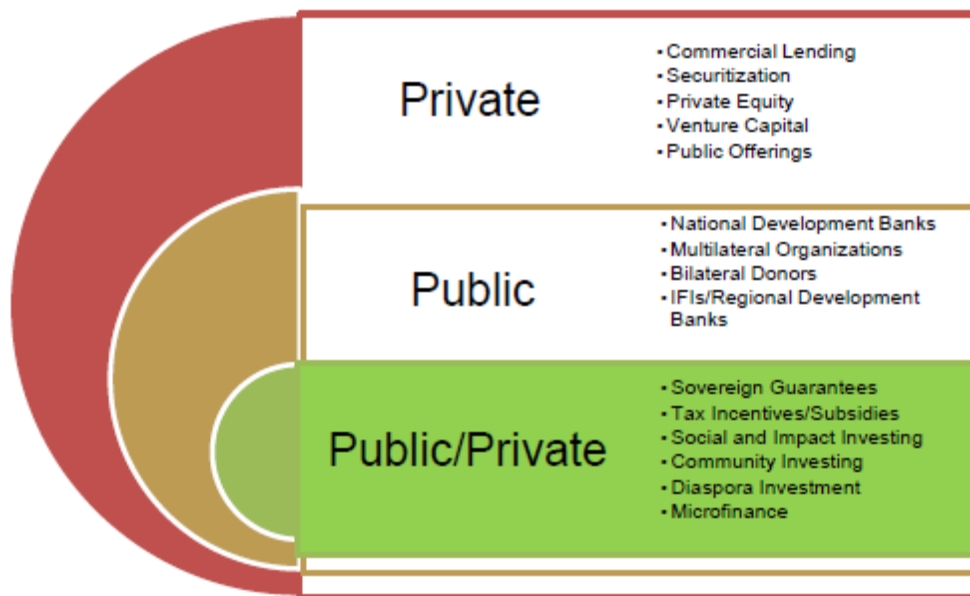 Private
▪ Commercial Lending
▪ Securitization
▪ Private Equity
▪ Venture Capital
▪ Public Offerings
Public
▪ National Development Banks
▪ Multilateral Organizations
▪ Bilateral Donors
▪ IFIs/Regional Development
Banks
Public/Private
▪ Sovereign Guarantees
▪ Tax Incentives/Subsidies
▪ Social and Impact Investing
▪ Community Investing
▪ Diaspora Investment
▪ Microfinance